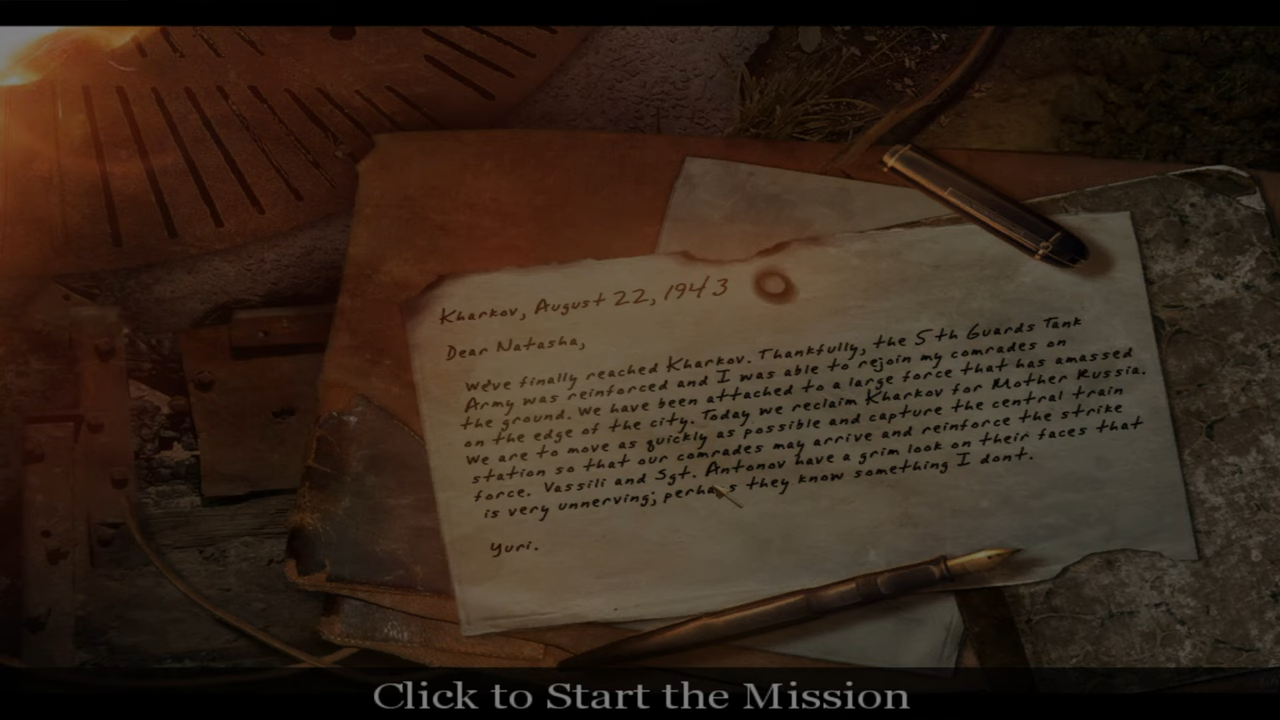 Kharkov, August 22, 1943
Dear Natasha,
We've finally reached Kharkov. Thankfully, the 5th Guards Tank
Army was reinforced and I was able to rejoin my comrades on
the ground. We have been attached to a large force that has amassed
on the edge of the city. Today we reclaim Kharkov for Mother Russia.
We are to move as quickly as possible and capture the central train
station so that our comrades may arrive and reinforce the strike
force. Vassili and Sgt. Antonov have a grim look on their faces that
is very unnerving; perhaps they know something I dont.
Yuri.
Click to Start the Mission